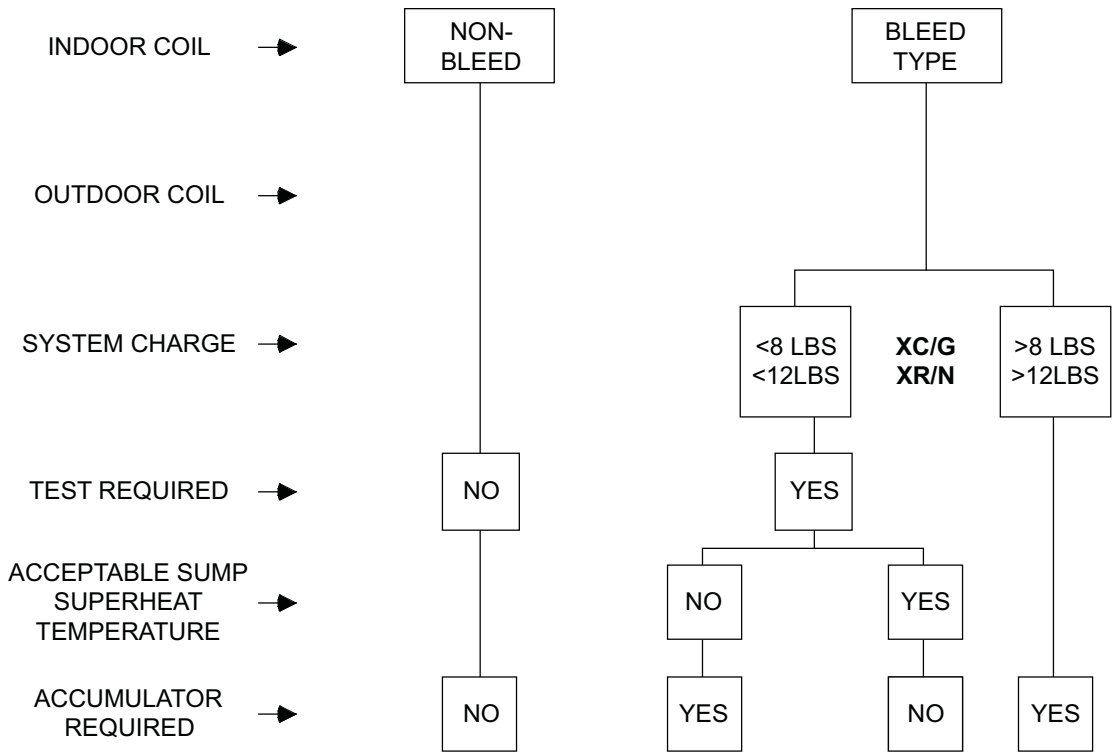 INDOOR COIL
NON-
BLEED
BLEED
TYPE
OUTDOOR COIL
SYSTEM CHARGE
<8 LBS
<12LBS
XC/G
XR/N
>8 LBS
>12LBS
TEST REQUIRED
NO
YES
ACCEPTABLE SUMP
SUPERHEAT
TEMPERATURE
NO
YES
ACCUMULATOR
REQUIRED
NO
YES
NO
YES